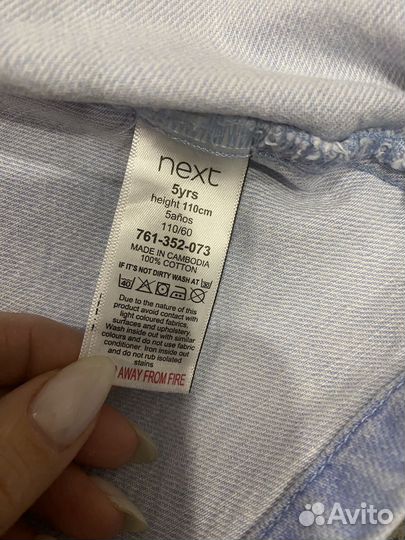 next
5yrs
height 110cm
5años
110/60
761-352-073
MADE IN CAMBODIA
100% COTTON
IF IT'S NOT DIRTY WASH AT 30
40
Due to the nature of this
product avoid contact with
light coloured fabrics,
surfaces and upholstery.
Wash inside out with similar
colours and do not use fabric
conditioner. Iron inside out
and do not rub isolated
stains
AWAY FROM FIRE
Avito